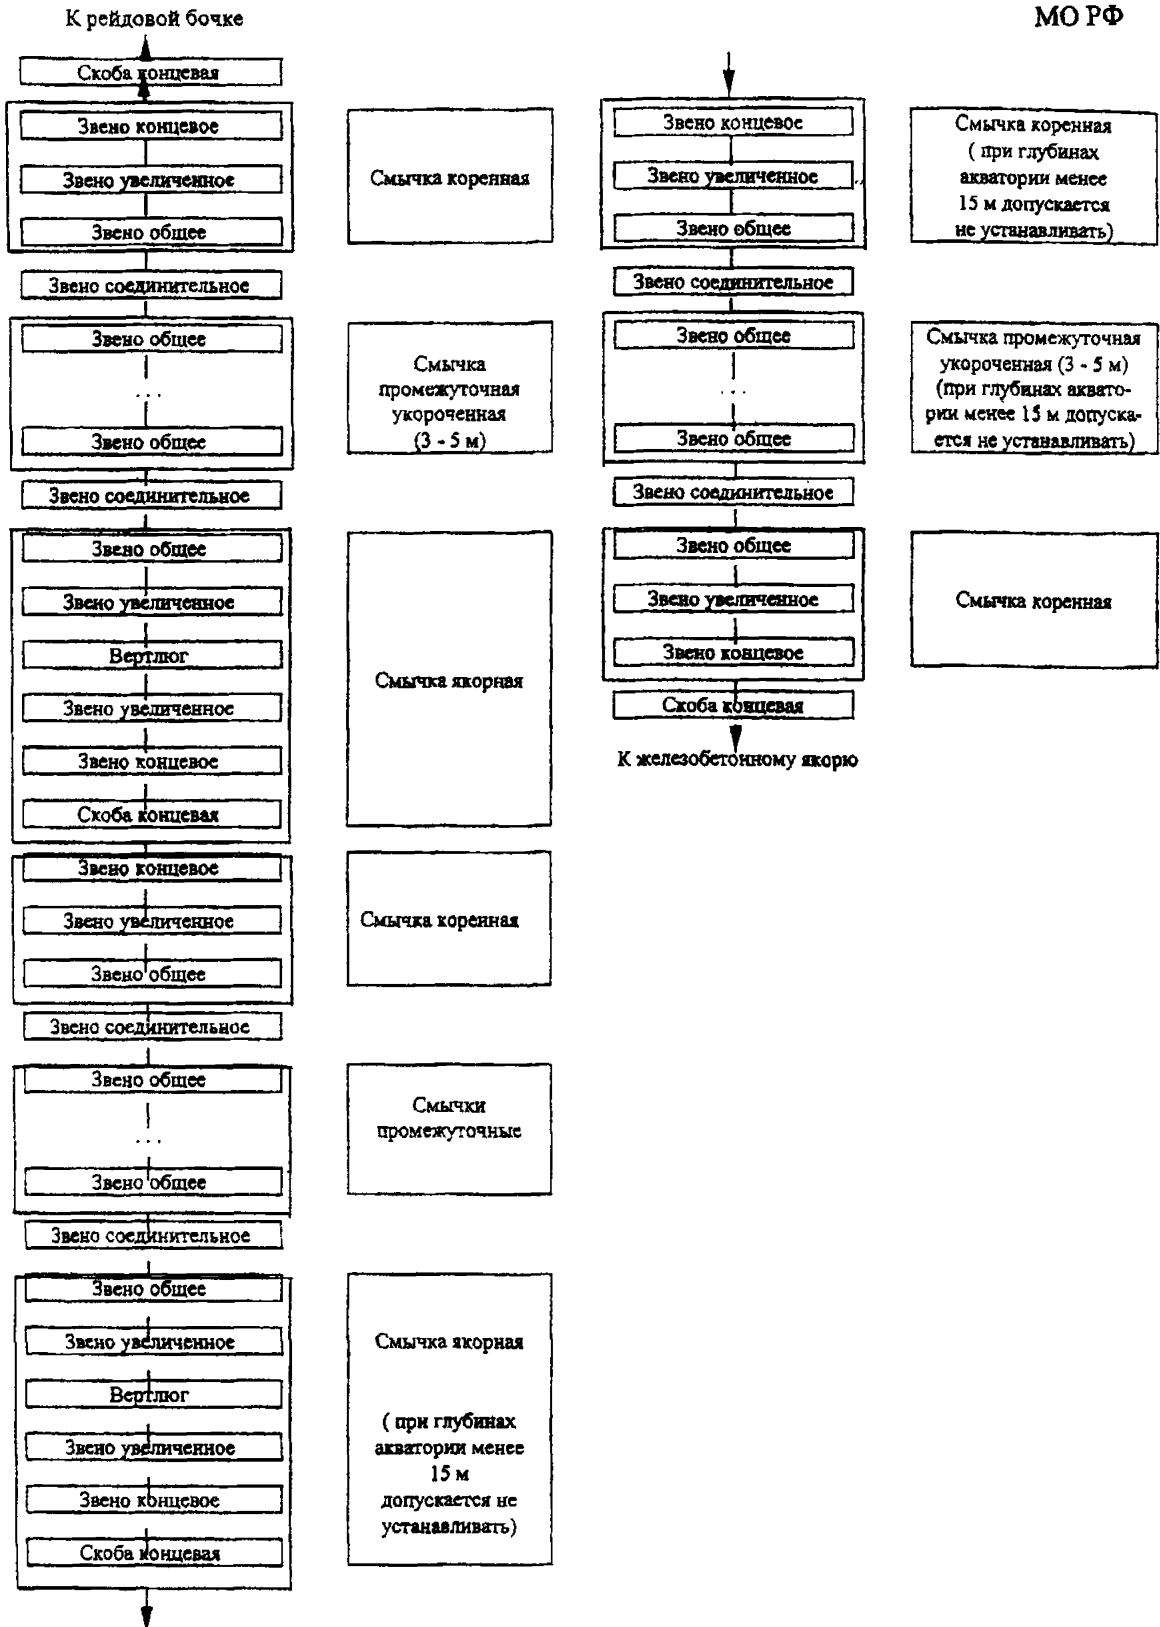 МО РФ
К рейдовой бочке
Скоба концевая
Звено концевое
Звено увеличенное
Звено общее
Смычка коренная
Звено соединительное
Звено общее
. . .
Звено общее
Смычка
промежуточная
укороченная
(3 - 5 м)
Звено соединительное
Звено общее
Звено увеличенное
Вертлюг
Звено увеличенное
Звено концевое
Скоба концевая
Смычка якорная
Звено концевое
Звено увеличенное
Звено общее
Смычка коренная
Звено соединительное
Звено общее
. . .
Звено общее
Смычки
промежуточные
Звено соединительное
Звено общее
Звено увеличенное
Вертлюг
Звено увеличенное
Звено концевое
Скоба концевая
Смычка якорная
( при глубинах
акватории менее
15 м
допускается не
устанавливать)
Звено концевое
Звено увеличенное
Звено общее
Смычка коренная
( при глубинах
акватории менее
15 м допускается
не устанавливать)
Звено соединительное
Звено общее
. . .
Звено общее
Смычка промежуточная
укороченная (3 - 5 м)
(при глубинах аквато-
рии менее 15 м допуска-
ется не устанавливать)
Звено соединительное
Звено общее
Звено увеличенное
Звено концевое
Смычка коренная
Скоба концевая
К железобетонному якорю